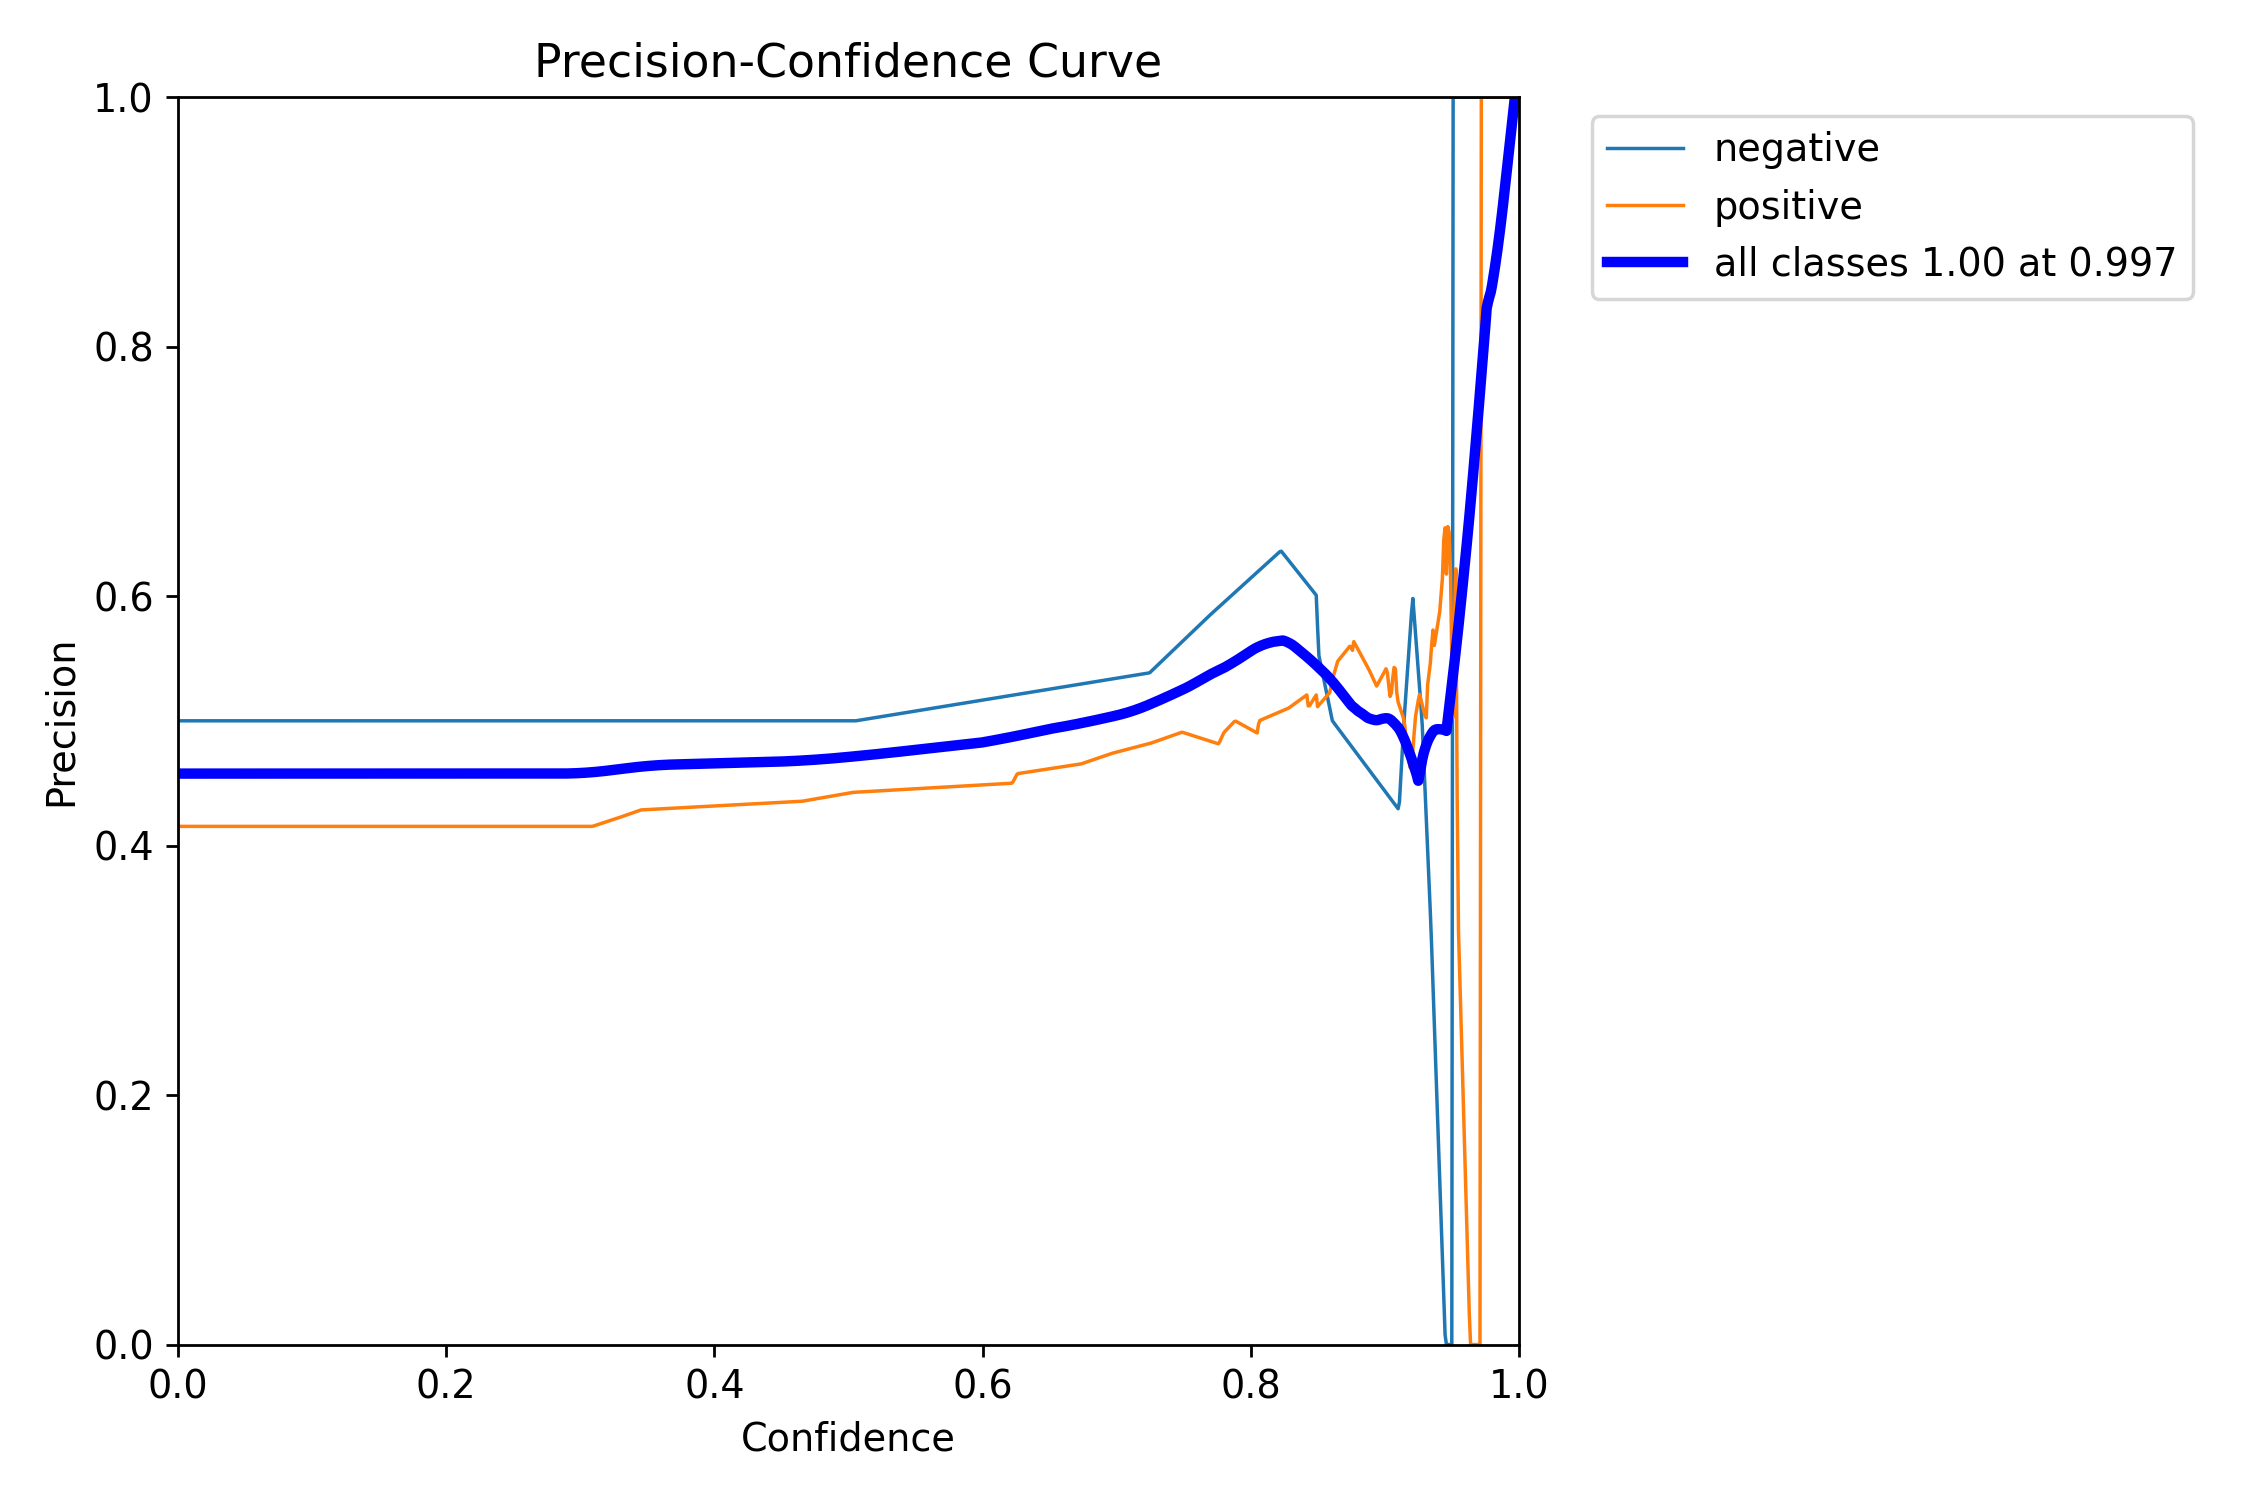 Precision-Confidence Curve
1.0
0.8
0.6
0.4
0.2
0.0
Precision
0.0 0.2 0.4 0.6 0.8 1.0
Confidence
negative
positive
all classes 1.00 at 0.997